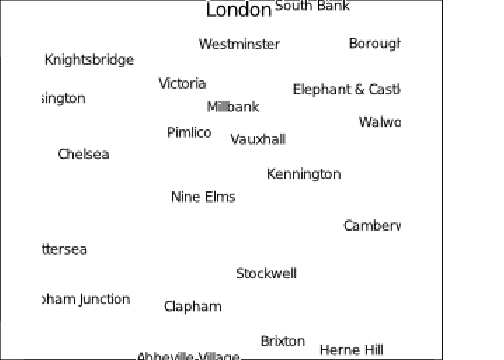 London
South Bank
Westminster
Borough
Knightsbridge
Victoria
Elephant & Castl
sington
Millbank
Walwo
Pimlico
Vauxhall
Chelsea
Kennington
Nine Elms
Camberw
ttersea
Stockwell
ham Junction
Clapham
Brixton
Herne Hill
Abbeville-Village